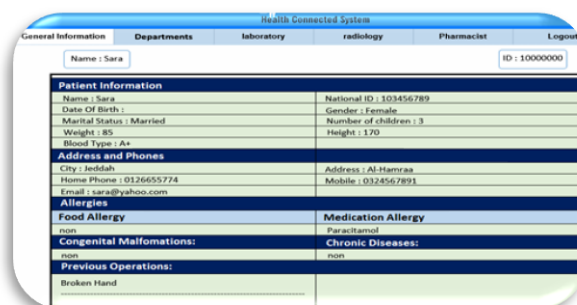 Health Connected System
General Information Departments laboratory radiology Pharmacist Logout
Name : Sara ID : 10000000
Patient Information
Name : Sara National ID : 103456789
Date Of Birth : Gender : Female
Marital Status : Married Number of children : 3
Weight : 85 Height : 170
Blood Type : A+
Address and Phones
City : Jeddah Address : Al-Hamraa
Home Phone : 0126655774 Mobile : 0324567891
Email : sara@yahoo.com
Allergies
Food Allergy Medication Allergy
non Paracitamol
Congenital Malfomations: Chronic Diseases:
non non
Previous Operations:
Broken Hand